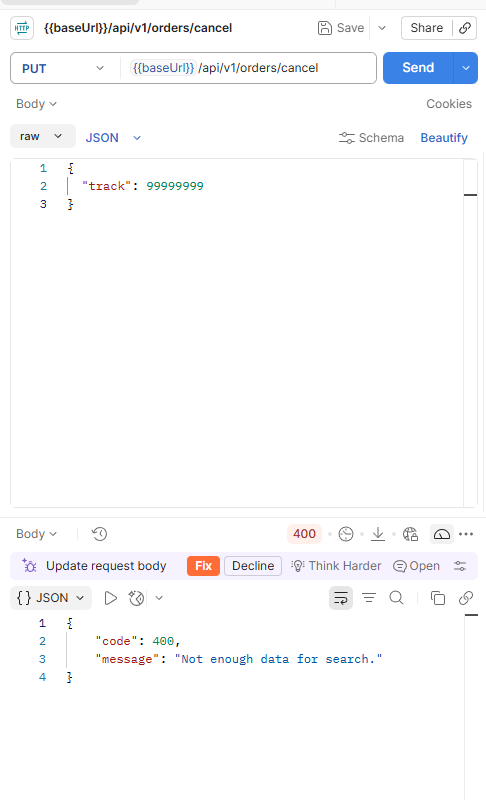 HTTP {{baseUrl}}/api/v1/orders/cancel Save Share
PUT {{baseUrl}} /api/v1/orders/cancel Send
Body Cookies
raw JSON Schema Beautify
1 {
2 "track": 99999999
3 }
Body 400
Update request body Fix Decline Think Harder Open
{} JSON
1 {
2 "code": 400,
3 "message": "Not enough data for search."
4 }